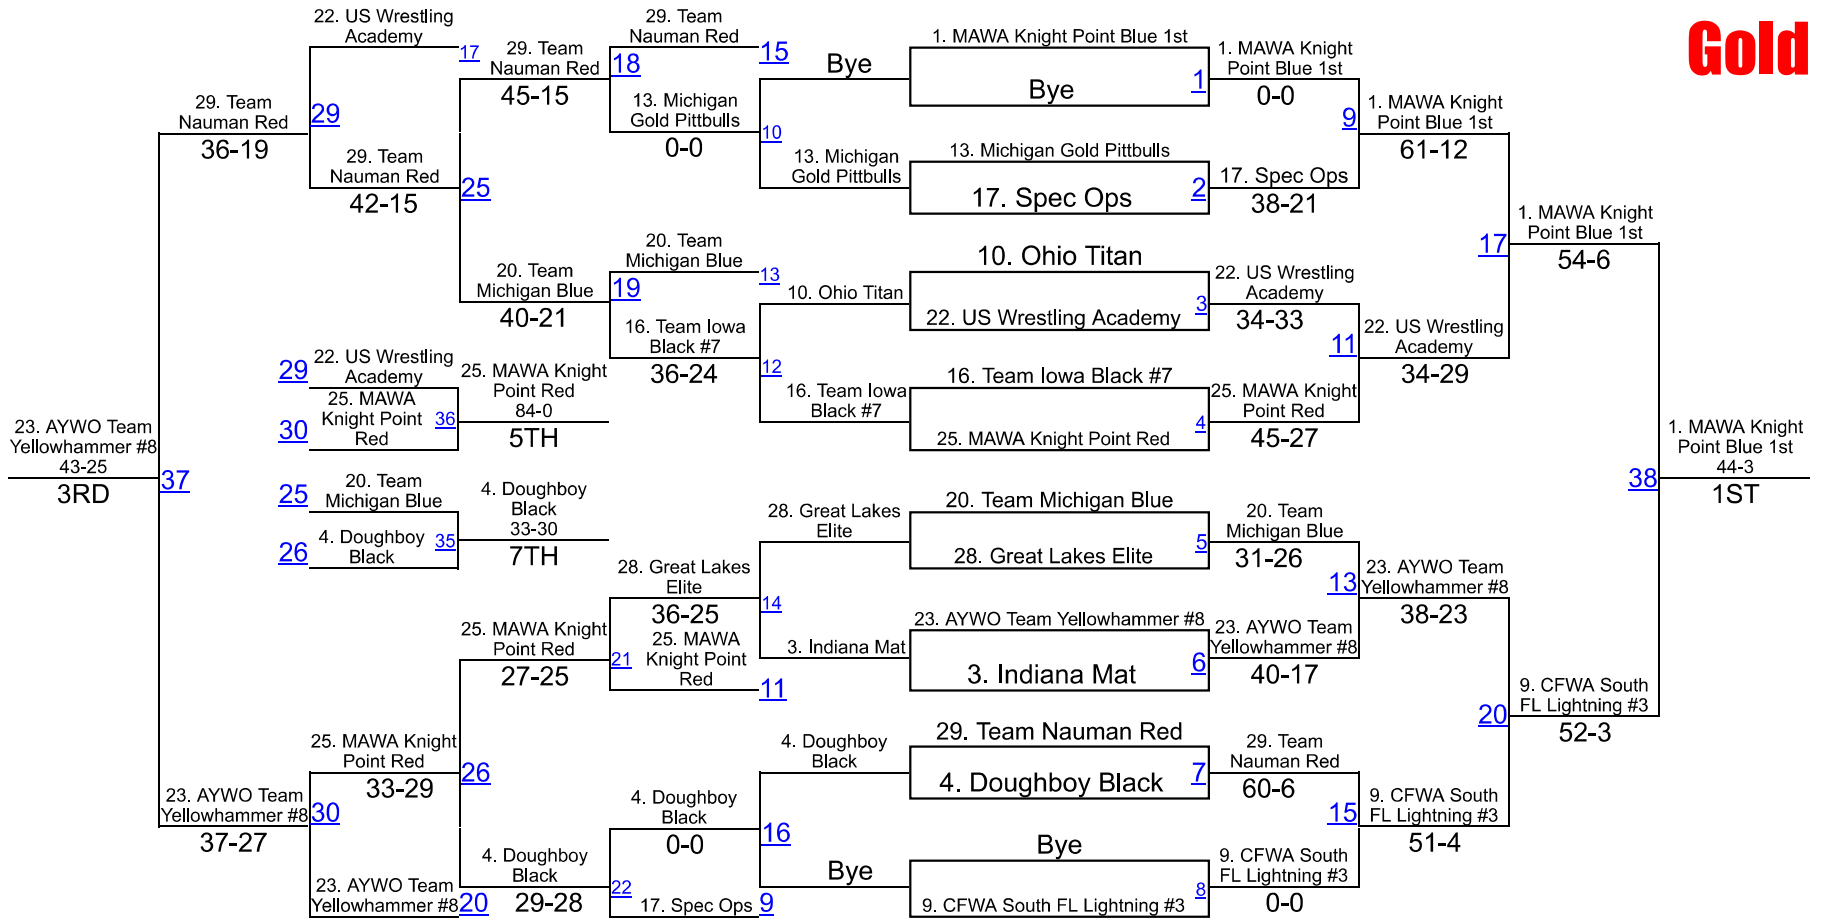 Gold
22. US Wrestling
Academy
17
29. Team
Nauman Red
36-19
29
29. Team
Nauman Red
42-15
25
29. Team
Nauman Red
45-15
18
29. Team
Nauman Red
15
13. Michigan
Gold Pittbulls
0-0
10
Bye
13. Michigan
Gold Pittbulls
1. MAWA Knight Point Blue 1st
Bye
1
1. MAWA Knight
Point Blue 1st
0-0
13. Michigan Gold Pittbulls
17. Spec Ops
2
17. Spec Ops
38-21
9
1. MAWA Knight
Point Blue 1st
61-12
20. Team
Michigan Blue
40-21
19
20. Team
Michigan Blue
13
16. Team Iowa
Black #7
36-24
12
10. Ohio Titan
16. Team Iowa
Black #7
10. Ohio Titan
22. US Wrestling Academy
3
22. US Wrestling
Academy
34-33
16. Team Iowa Black #7
25. MAWA Knight Point Red
4
25. MAWA Knight
Point Red
45-27
11
22. US Wrestling
Academy
34-29
17
1. MAWA Knight
Point Blue 1st
54-6
29
22. US Wrestling
Academy
30
25. MAWA
Knight Point
Red
36
25. MAWA Knight
Point Red
84-0
5TH
23. AYWO Team
Yellowhammer #8
43-25
3RD
37
25
20. Team
Michigan Blue
26
4. Doughboy
Black
35
4. Doughboy
Black
33-30
7TH
38
1. MAWA Knight
Point Blue 1st
44-3
1ST
28. Great Lakes
Elite
3. Indiana Mat
14
28. Great Lakes
Elite
36-25
25. MAWA
Knight Point
Red
11
21
25. MAWA Knight
Point Red
27-25
20. Team Michigan Blue
28. Great Lakes Elite
5
20. Team
Michigan Blue
31-26
23. AYWO Team Yellowhammer #8
3. Indiana Mat
6
23. AYWO Team
Yellowhammer #8
40-17
13
23. AYWO Team
Yellowhammer #8
38-23
20
9. CFWA South
FL Lightning #3
52-3
25. MAWA Knight
Point Red
33-29
26
23. AYWO Team
Yellowhammer #8
37-27
30
23. AYWO Team
Yellowhammer #8
20
4. Doughboy
Black
29-28
22
4. Doughboy
Black
0-0
17. Spec Ops
9
16
4. Doughboy
Black
Bye
29. Team Nauman Red
4. Doughboy Black
7
29. Team
Nauman Red
60-6
Bye
9. CFWA South FL Lightning #3
8
9. CFWA South
FL Lightning #3
0-0
15
9. CFWA South
FL Lightning #3
51-4